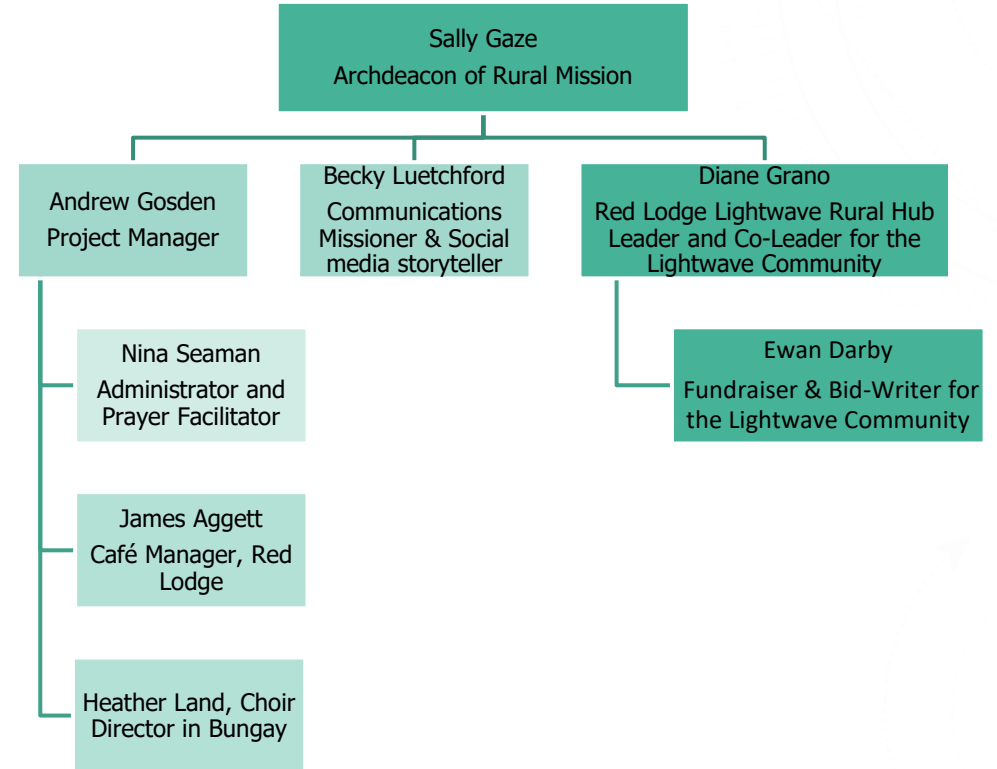 Sally Gaze
Archdeacon of Rural Mission
Andrew Gosden
Project Manager
Becky Luetchford
Communications
Missioner & Social
media storyteller
Diane Grano
Red Lodge Lightwave Rural Hub
Leader and Co-Leader for the
Lightwave Community
Nina Seaman
Administrator and
Prayer Facilitator
Ewan Darby
Fundraiser & Bid-Writer for
the Lightwave Community
James Aggett
Café Manager, Red
Lodge
Heather Land, Choir
Director in Bungay